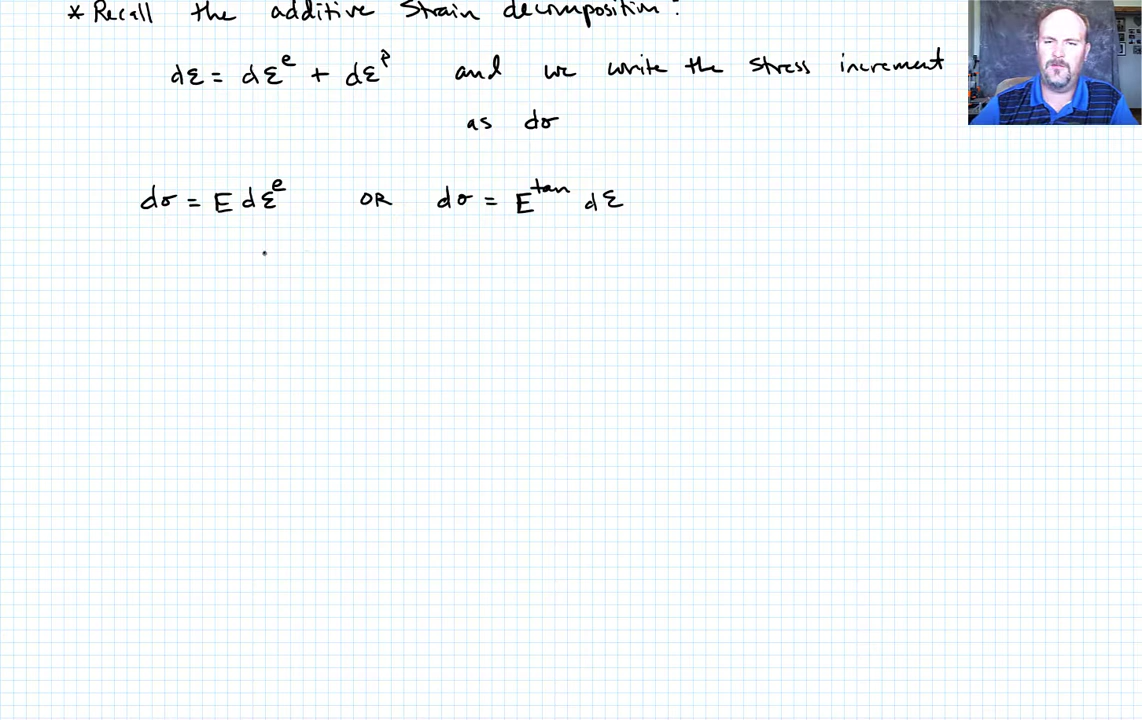 * Recall the additive strain decomposition:
dε = dε^e + dε^p and we write the stress increment
as dσ
dσ = E dε^e OR dσ = E^tan dε